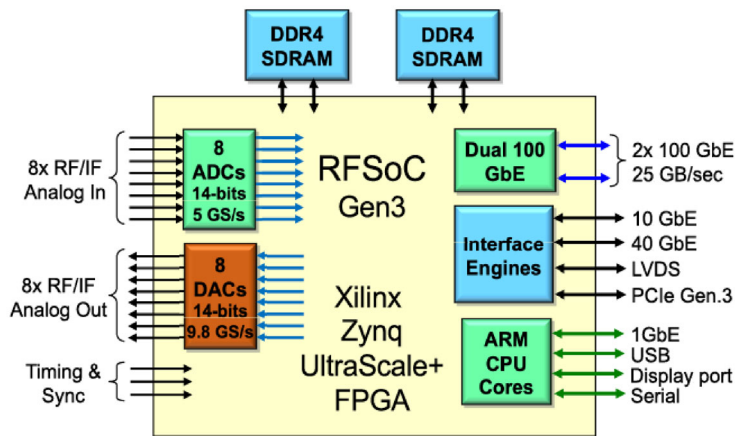 DDR4
SDRAM
DDR4
SDRAM
8x RF/IF
Analog In
8
ADCs
14-bits
5 GS/s
RFSoC
Gen3
Dual 100
GbE
2x 100 GbE
25 GB/sec
Interface
Engines
10 GbE
40 GbE
LVDS
PCIe Gen.3
8x RF/IF
Analog Out
8
DACs
14-bits
9.8 GS/s
Xilinx
Zynq
UltraScale+
FPGA
ARM
CPU
Cores
1GbE
USB
Display port
Serial
Timing &
Sync